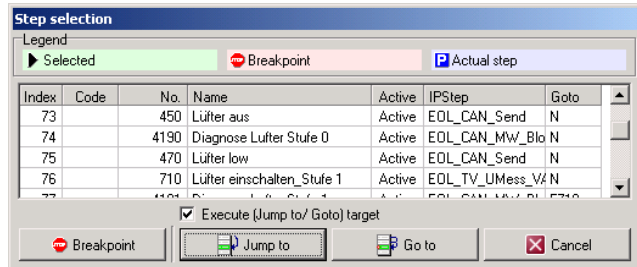 Step selection
Legend
Selected Breakpoint Actual step
Index Code No. Name Active IPStep Goto
73 450 Lüfter aus Active EOL_CAN_Send N
74 4190 Diagnose Lufter Stufe 0 Active EOL_CAN_MW_Blo N
75 470 Lüfter low Active EOL_CAN_Send N
76 710 Lüfter einschalten_Stufe 1 Active EOL_TV_UMess_VA N
Execute (Jump to/ Goto) target
Breakpoint Jump to Go to Cancel